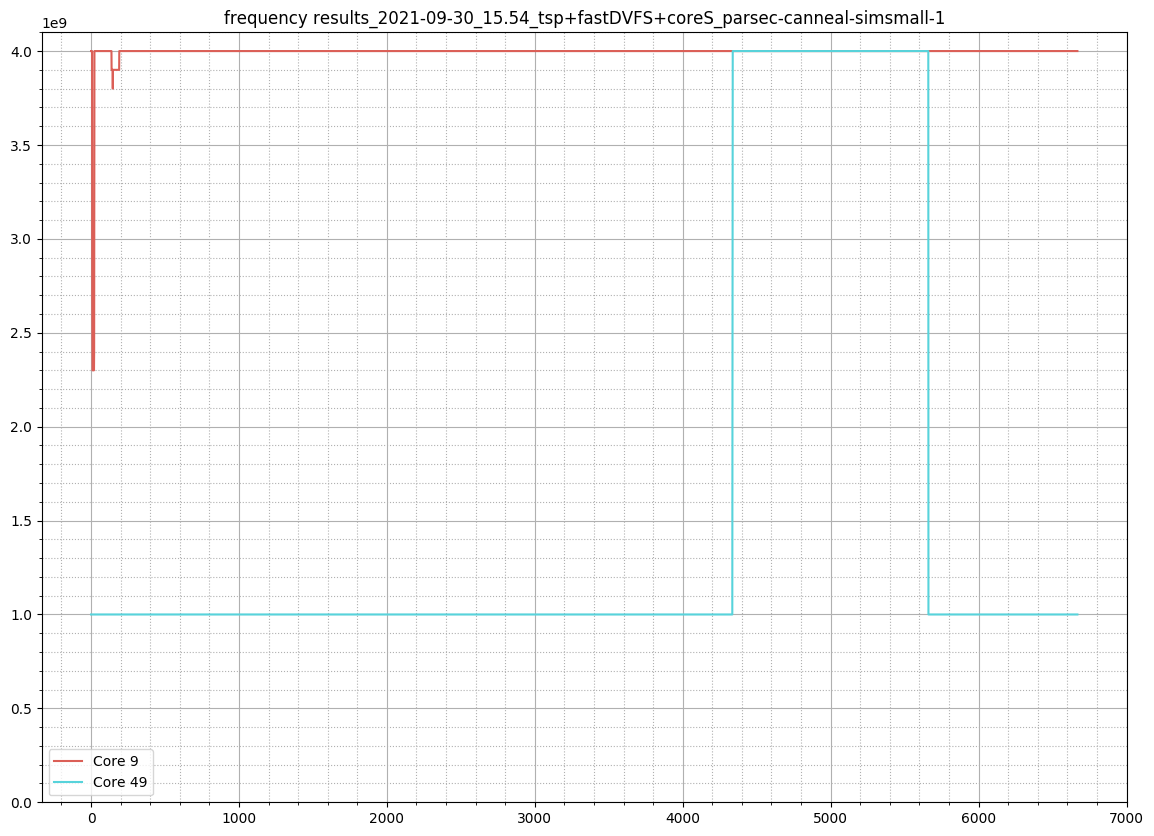 frequency results_2021-09-30_15.54_tsp+fastDVFS+coreS_parsec-canneal-simsmall-1
1e9
4.0
3.5
3.0
2.5
2.0
1.5
1.0
0.5
0.0
Core 9
Core 49
0 1000 2000 3000 4000 5000 6000 7000